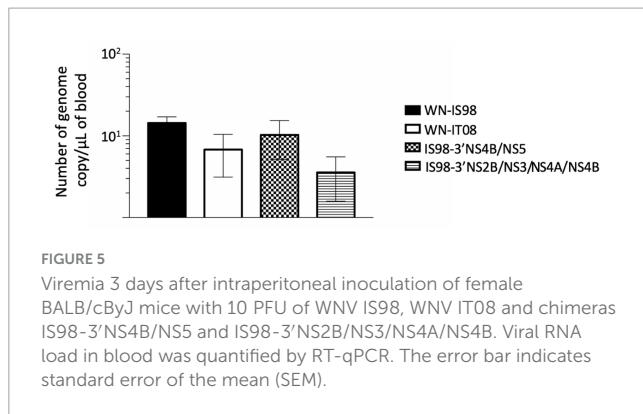 Number of genome
copy/µL of blood
10²
10¹
WN-IS98
WN-IT08
IS98-3’NS4B/NS5
IS98-3’NS2B/NS3/NS4A/NS4B
FIGURE 5
Viremia 3 days after intraperitoneal inoculation of female
BALB/cByJ mice with 10 PFU of WNV IS98, WNV IT08 and chimeras
IS98-3′NS4B/NS5 and IS98-3′NS2B/NS3/NS4A/NS4B. Viral RNA
load in blood was quantified by RT-qPCR. The error bar indicates
standard error of the mean (SEM).